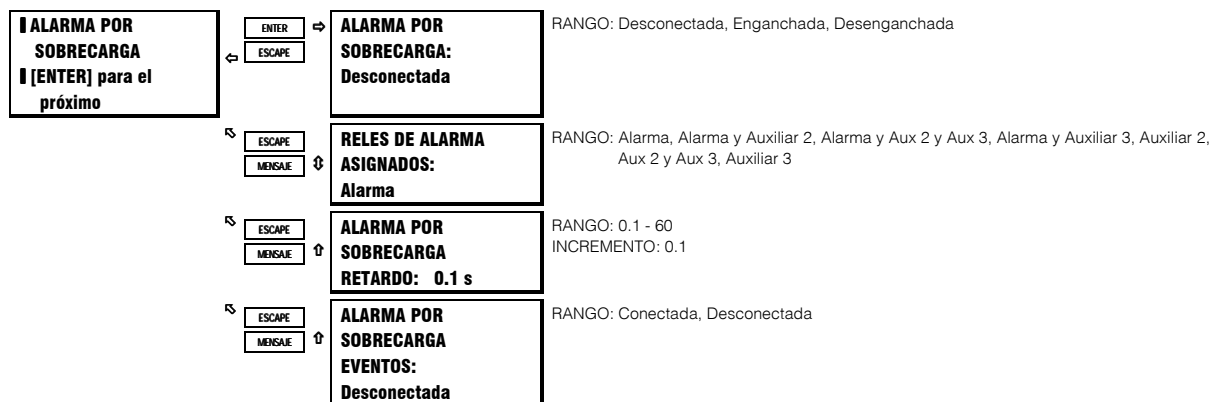 ▌ALARMA POR
SOBRECARGA
▌[ENTER] para el
próximo
ENTER
ESCAPE
ALARMA POR
SOBRECARGA:
Desconectada
RANGO: Desconectada, Enganchada, Desenganchada
ESCAPE
MENSAJE
RELES DE ALARMA
ASIGNADOS:
Alarma
RANGO: Alarma, Alarma y Auxiliar 2, Alarma y Aux 2 y Aux 3, Alarma y Auxiliar 3, Auxiliar 2,
Aux 2 y Aux 3, Auxiliar 3
ESCAPE
MENSAJE
ALARMA POR
SOBRECARGA
RETARDO: 0.1 s
RANGO: 0.1 - 60
INCREMENTO: 0.1
ESCAPE
MENSAJE
ALARMA POR
SOBRECARGA
EVENTOS:
Desconectada
RANGO: Conectada, Desconectada